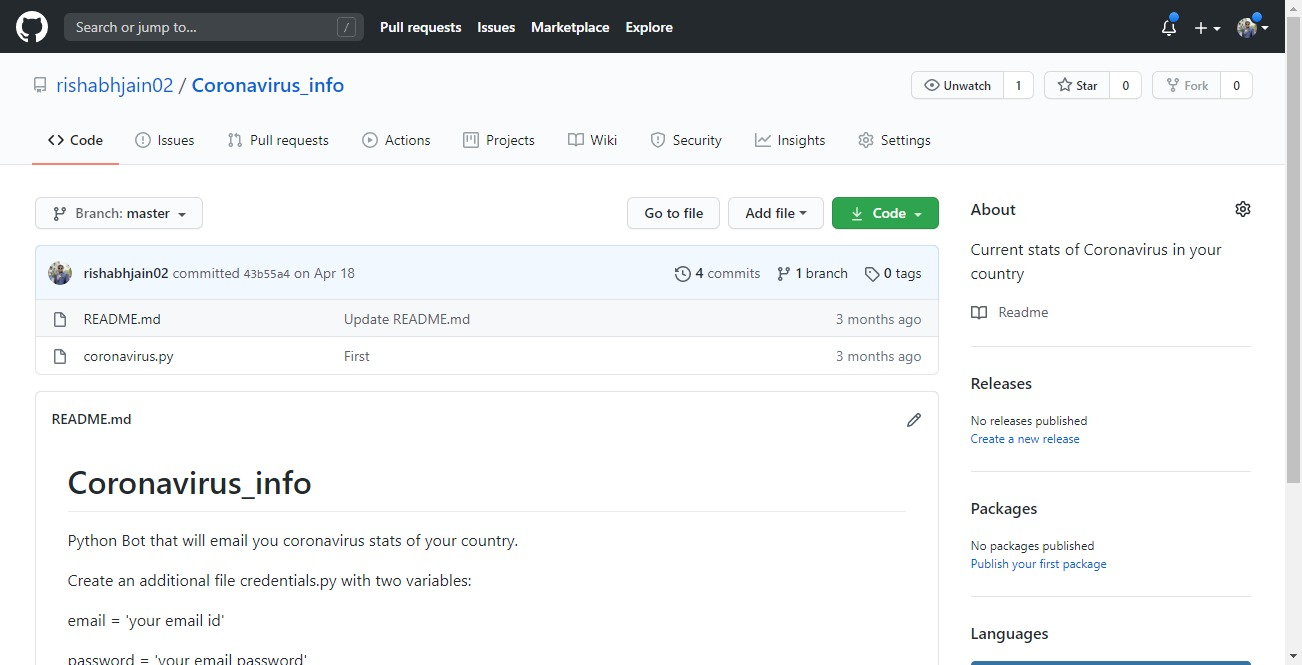 Search or jump to... /
Pull requests Issues Marketplace Explore
rishabhjain02 / Coronavirus_info
Unwatch 1 Star 0 Fork 0
Code Issues Pull requests Actions Projects Wiki Security Insights Settings
Branch: master Go to file Add file Code
rishabhjain02 committed 43b55a4 on Apr 18 4 commits 1 branch 0 tags
README.md Update README.md 3 months ago
coronavirus.py First 3 months ago
README.md
Coronavirus_info
Python Bot that will email you coronavirus stats of your country.
Create an additional file credentials.py with two variables:
email = 'your email id'
password = 'your email password'
About
Current stats of Coronavirus in your
country
Readme
Releases
No releases published
Create a new release
Packages
No packages published
Publish your first package
Languages